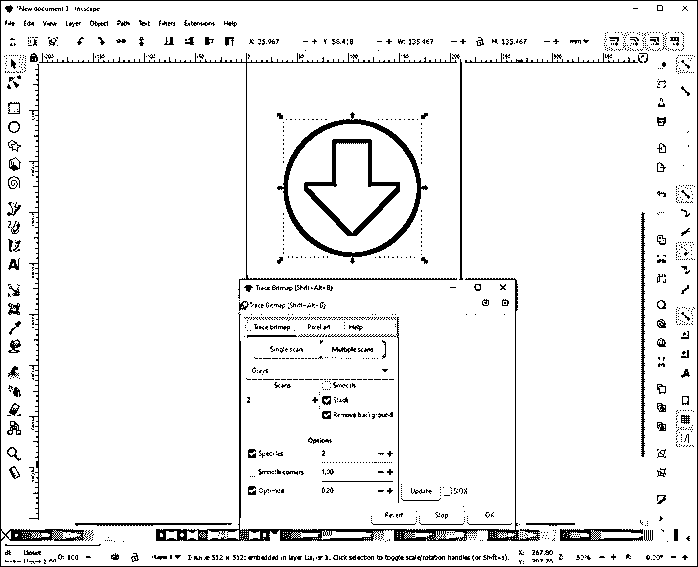 *New document 1 - Inkscape
File Edit View Layer Object Path Text Filters Extensions Help
X: 35.967 Y: 58.418 W: 135.467 H: 135.467 mm
Trace Bitmap (Shift+Alt+B)
Trace Bitmap (Shift+Alt+B)
Trace bitmap Pixel art Help
Single scan Multiple scans
Grays
Scans Smooth
2 Stack
Remove background
Options
Speckles 2
Smooth corners 1.00
Optimize 0.20
Update SIOX
Revert Stop OK
O: 100 Image 512 x 512: embedded in layer Layer 1. Click selection to toggle scale/rotation handles (or Shift+s). X: 267.80
Z: 50% R: 0.00°